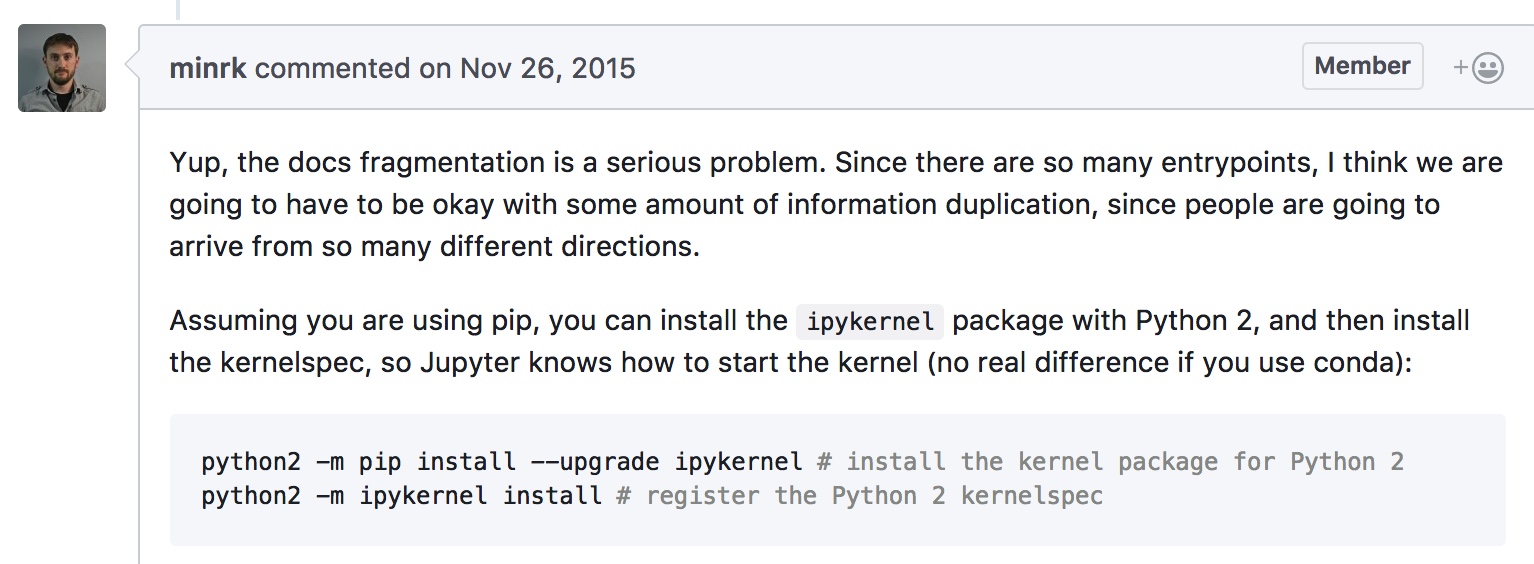 minrk commented on Nov 26, 2015
Member
+
Yup, the docs fragmentation is a serious problem. Since there are so many entrypoints, I think we are
going to have to be okay with some amount of information duplication, since people are going to
arrive from so many different directions.
Assuming you are using pip, you can install the ipykernel package with Python 2, and then install
the kernelspec, so Jupyter knows how to start the kernel (no real difference if you use conda):
python2 -m pip install --upgrade ipykernel # install the kernel package for Python 2
python2 -m ipykernel install # register the Python 2 kernelspec